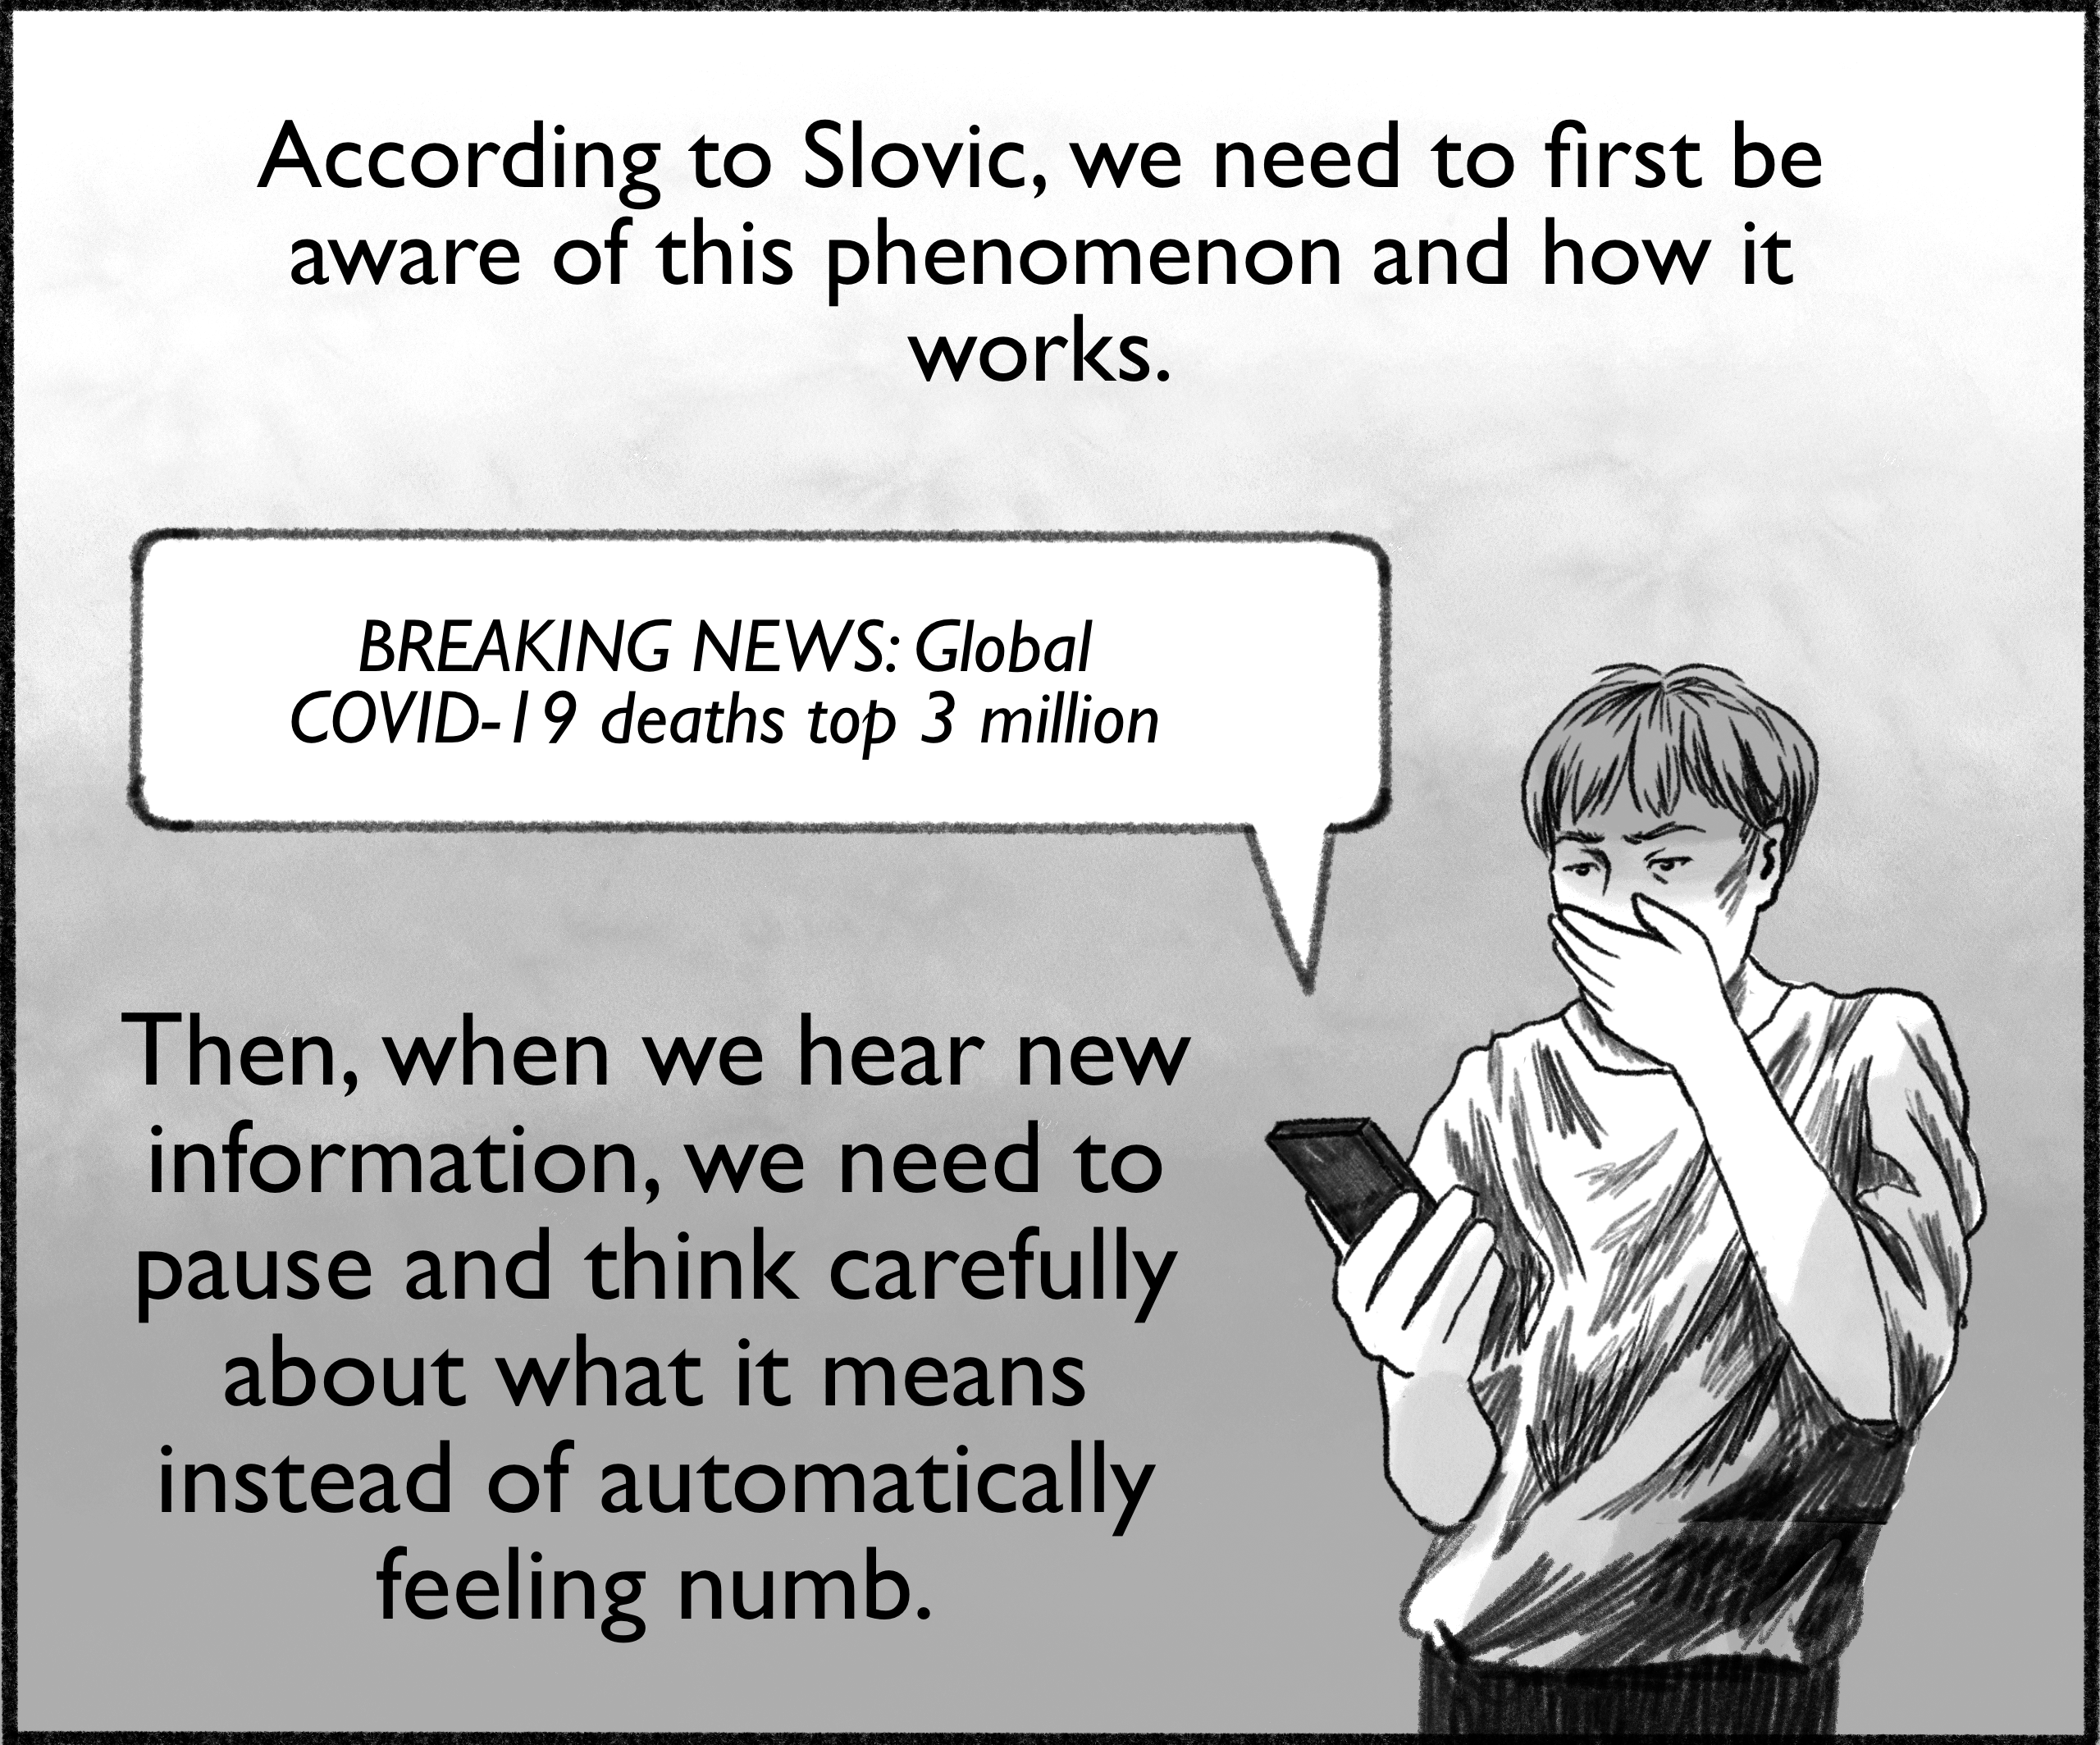 According to Slovic, we need to first be
aware of this phenomenon and how it
works.
BREAKING NEWS: Global
COVID-19 deaths top 3 million
Then, when we hear new
information, we need to
pause and think carefully
about what it means
instead of automatically
feeling numb.